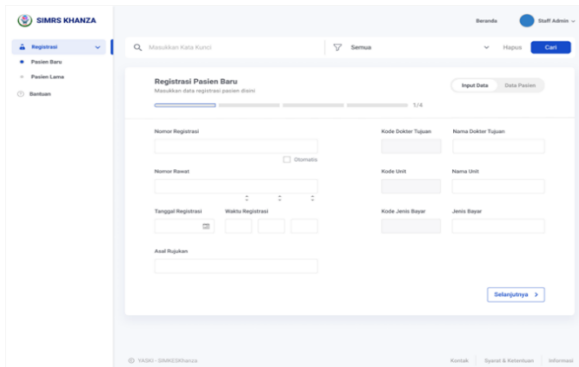 SIMRS KHANZA
Beranda
Staff Admin
Registrasi
Pasien Baru
Pasien Lama
Bantuan
Masukkan Kata Kunci
Semua
Hapus
Cari
Registrasi Pasien Baru
Masukkan data registrasi pasien disini
Input Data
Data Pasien
1/4
Nomor Registrasi
Kode Dokter Tujuan
Nama Dokter Tujuan
Otomatis
Nomor Rawat
Kode Unit
Nama Unit
Tanggal Registrasi
Waktu Registrasi
Kode Jenis Bayar
Jenis Bayar
Asal Rujukan
Selanjutnya >
Kontak
Syarat & Ketentuan
Informasi